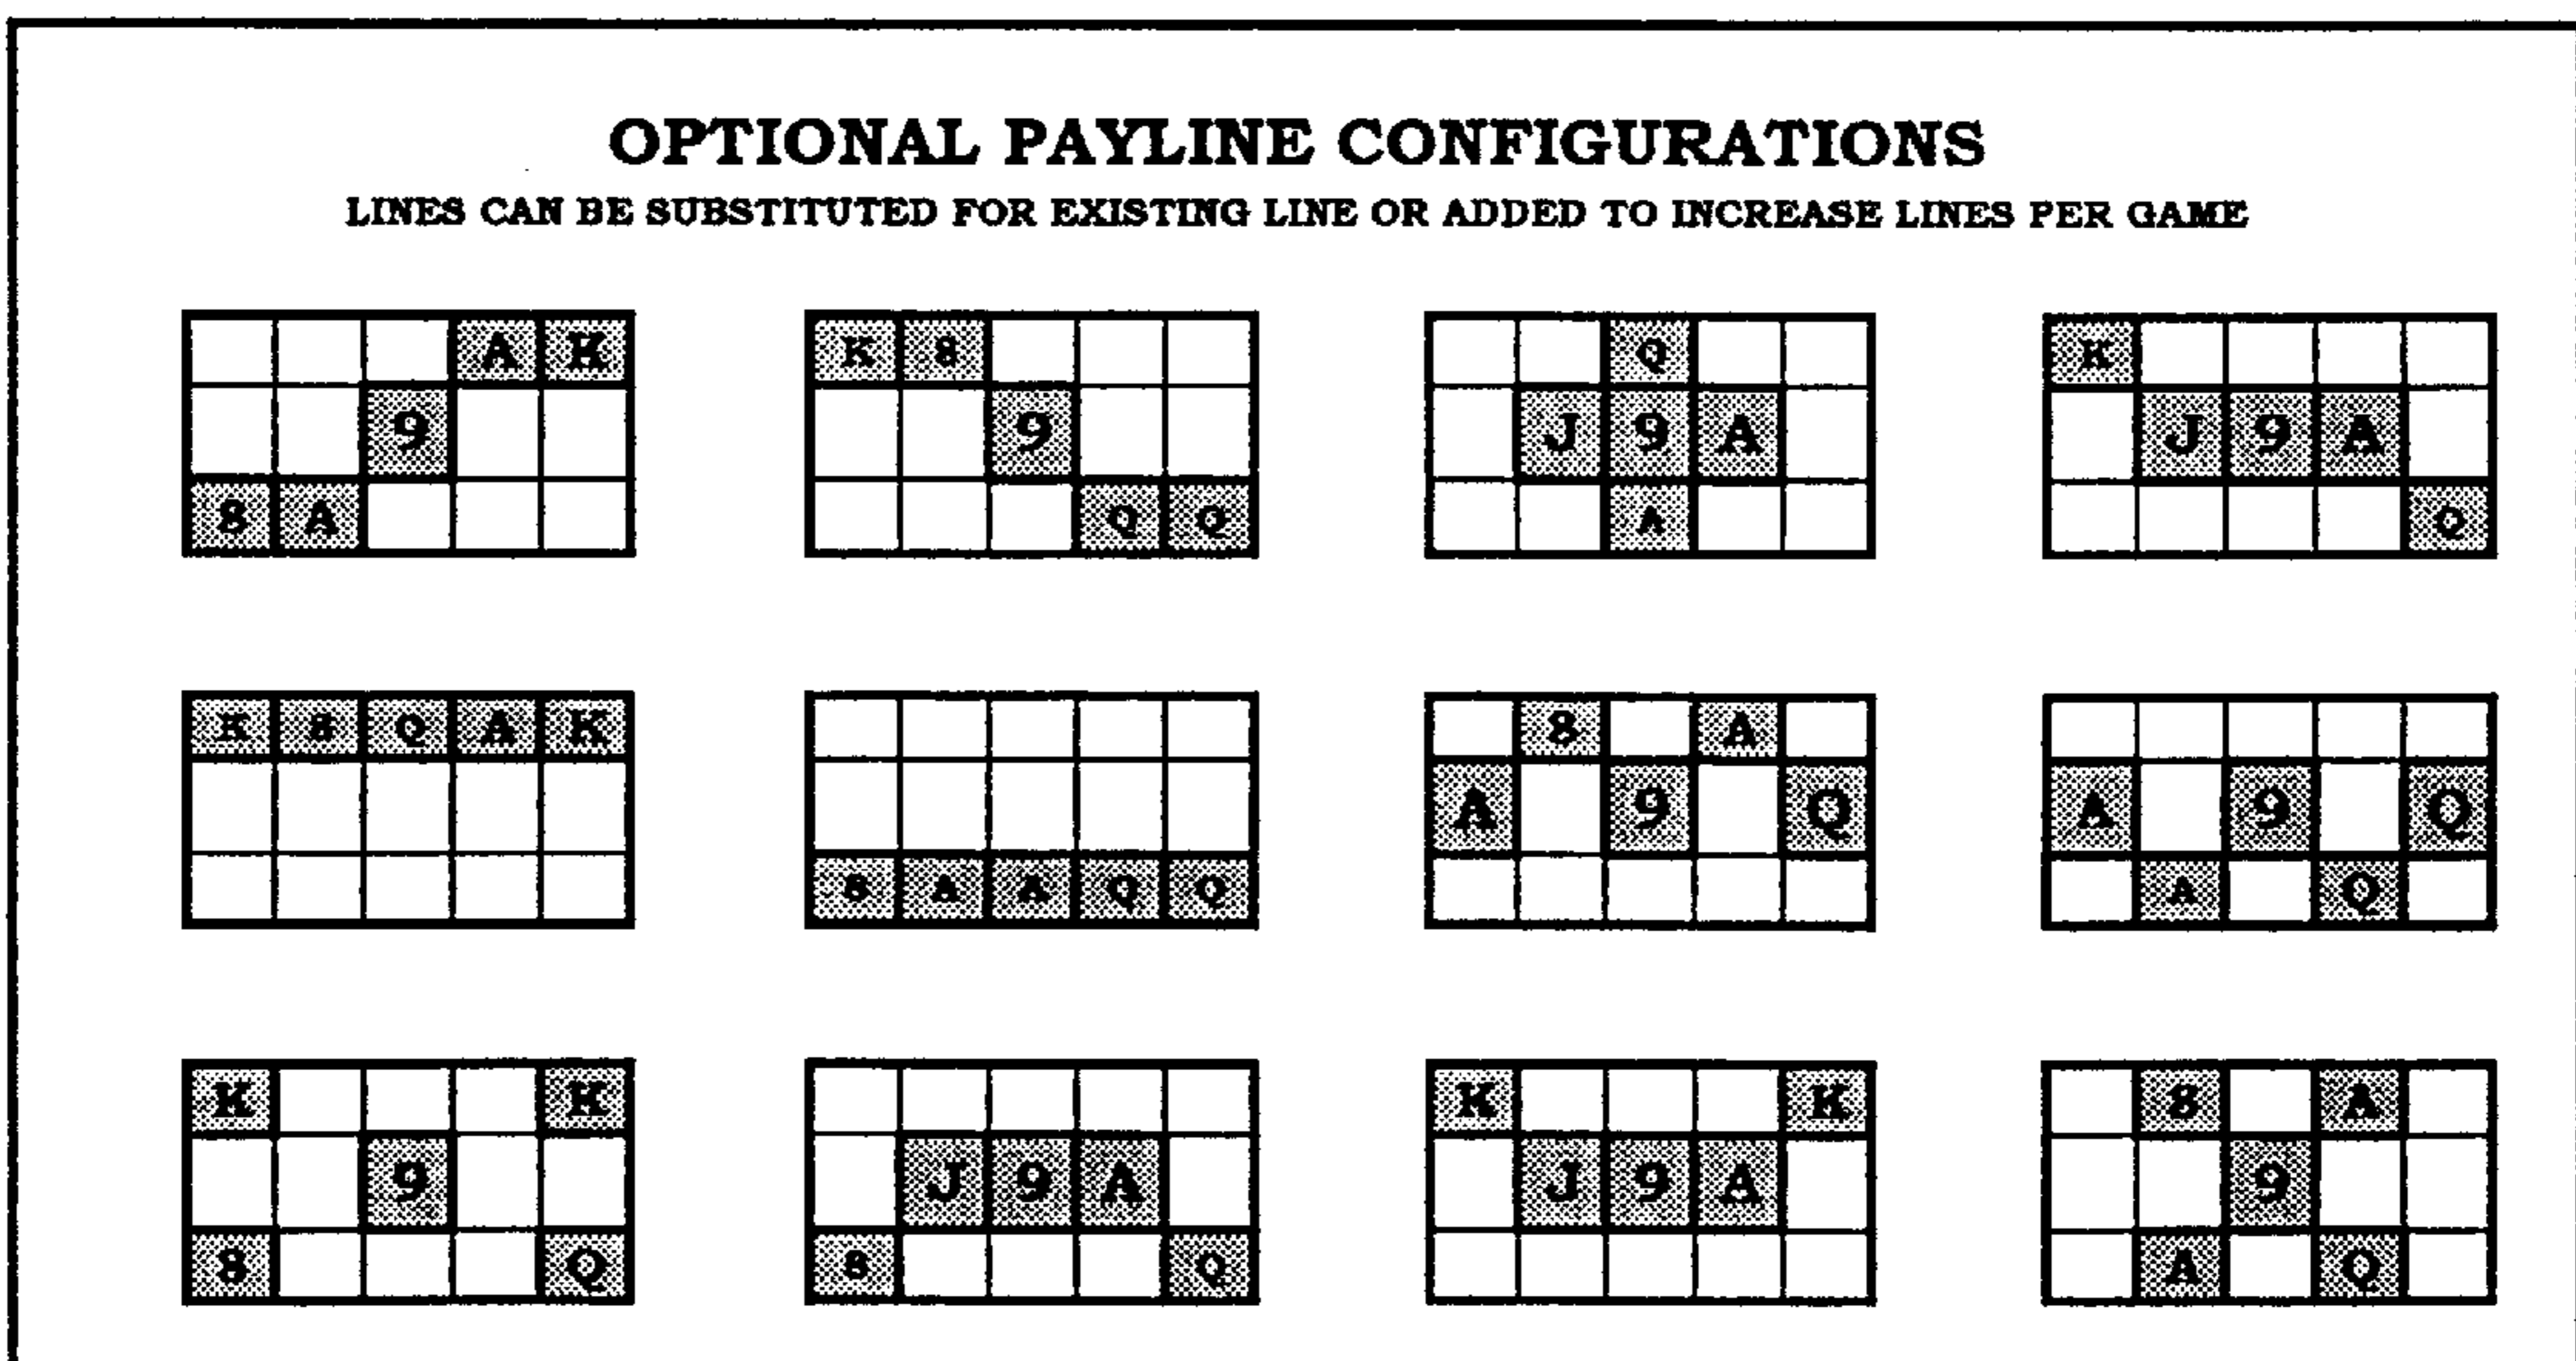 OPTIONAL PAYLINE CONFIGURATIONS
LINES CAN BE SUBSTITUTED FOR EXISTING LINE OR ADDED TO INCREASE LINES PER GAME
A K K 8 Q K
9 9 J 9 A J 9 A
8 A Q Q A Q
K 8 Q A K 8 A
A 9 Q A 9 Q
8 A A Q Q A Q
K K K K 8 A
9 J 9 A J 9 A 9
8 Q 8 Q A Q